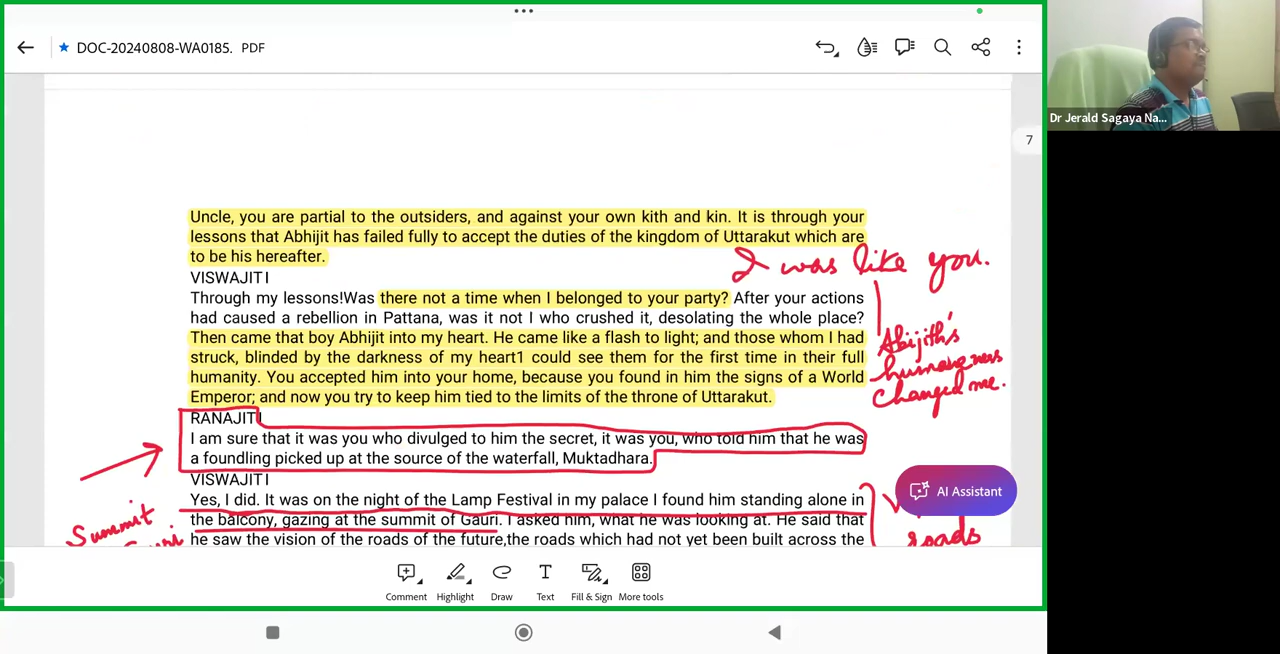 DOC-20240808-WA0185. PDF
Dr Jerald Sagaya Na...
7
Uncle, you are partial to the outsiders, and against your own kith and kin. It is through your
lessons that Abhijit has failed fully to accept the duties of the kingdom of Uttarakut which are
to be his hereafter.
I was like you.
VISWAJIT I
Through my lessons!Was there not a time when I belonged to your party? After your actions
had caused a rebellion in Pattana, was it not I who crushed it, desolating the whole place?
Then came that boy Abhijit into my heart. He came like a flash to light; and those whom I had
struck, blinded by the darkness of my heart1 could see them for the first time in their full
humanity. You accepted him into your home, because you found in him the signs of a World
Emperor; and now you try to keep him tied to the limits of the throne of Uttarakut.
Abijith's
humaneness
changed me.
RANAJIT I
I am sure that it was you who divulged to him the secret, it was you, who told him that he was
a foundling picked up at the source of the waterfall, Muktadhara.
VISWAJIT I
Yes, I did. It was on the night of the Lamp Festival in my palace I found him standing alone in
the balcony, gazing at the summit of Gauri. I asked him, what he was looking at. He said that
he saw the vision of the roads of the future,the roads which had not yet been built across the
Summit
roads
AI Assistant
Comment
Highlight
Draw
Text
Fill & Sign
More tools